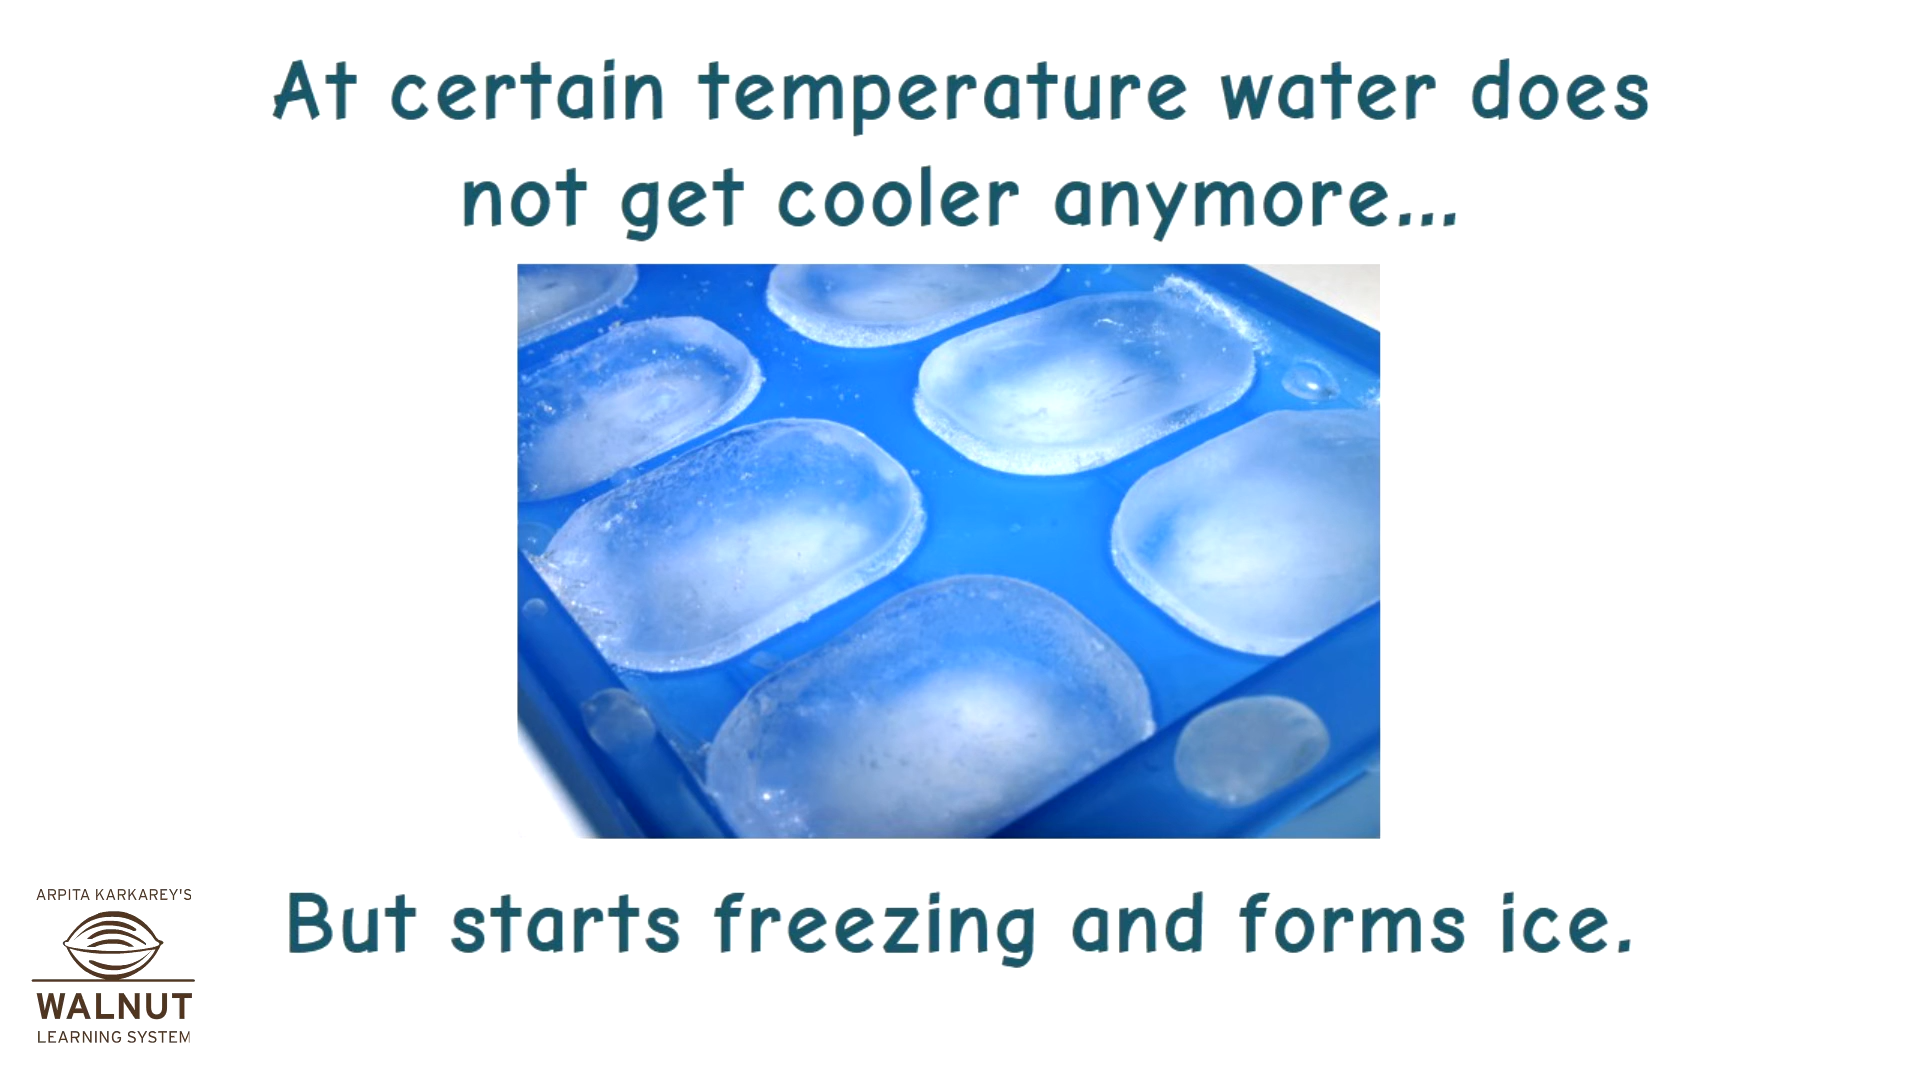 At certain temperature water does
not get cooler anymore...
But starts freezing and forms ice.
ARPITA KARKAREY'S
WALNUT
LEARNING SYSTEM